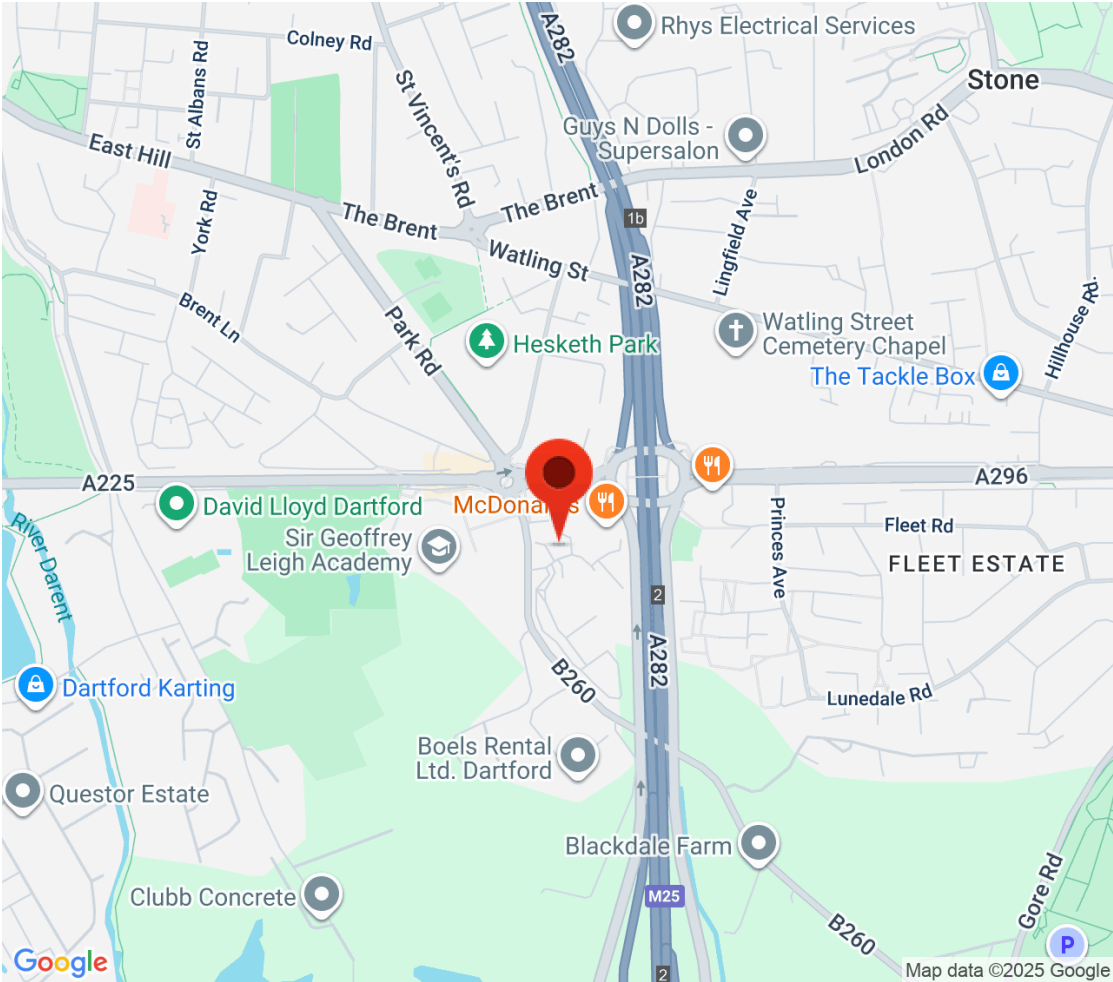 A282
Rhys Electrical Services
Colney Rd
St Albans Rd
St Vincent's Rd
Stone
Guys N Dolls -
Supersalon
London Rd
East Hill
The Brent
The Brent
York Rd
1b
Watling St
A282
Lingfield Ave
Brent Ln
Park Rd
Hesketh Park
Watling Street
Cemetery Chapel
The Tackle Box
Hillhouse Rd.
A225
A296
David Lloyd Dartford
McDona
s
Princes Ave
Fleet Rd
Sir Geoffrey
Leigh Academy
FLEET ESTATE
River Darent
2
A282
B260
Dartford Karting
Lunedale Rd
Boels Rental
Ltd. Dartford
Questor Estate
Blackdale Farm
Clubb Concrete
M25
Gore Rd
B260
P
2
Google
Map data ©2025 Google